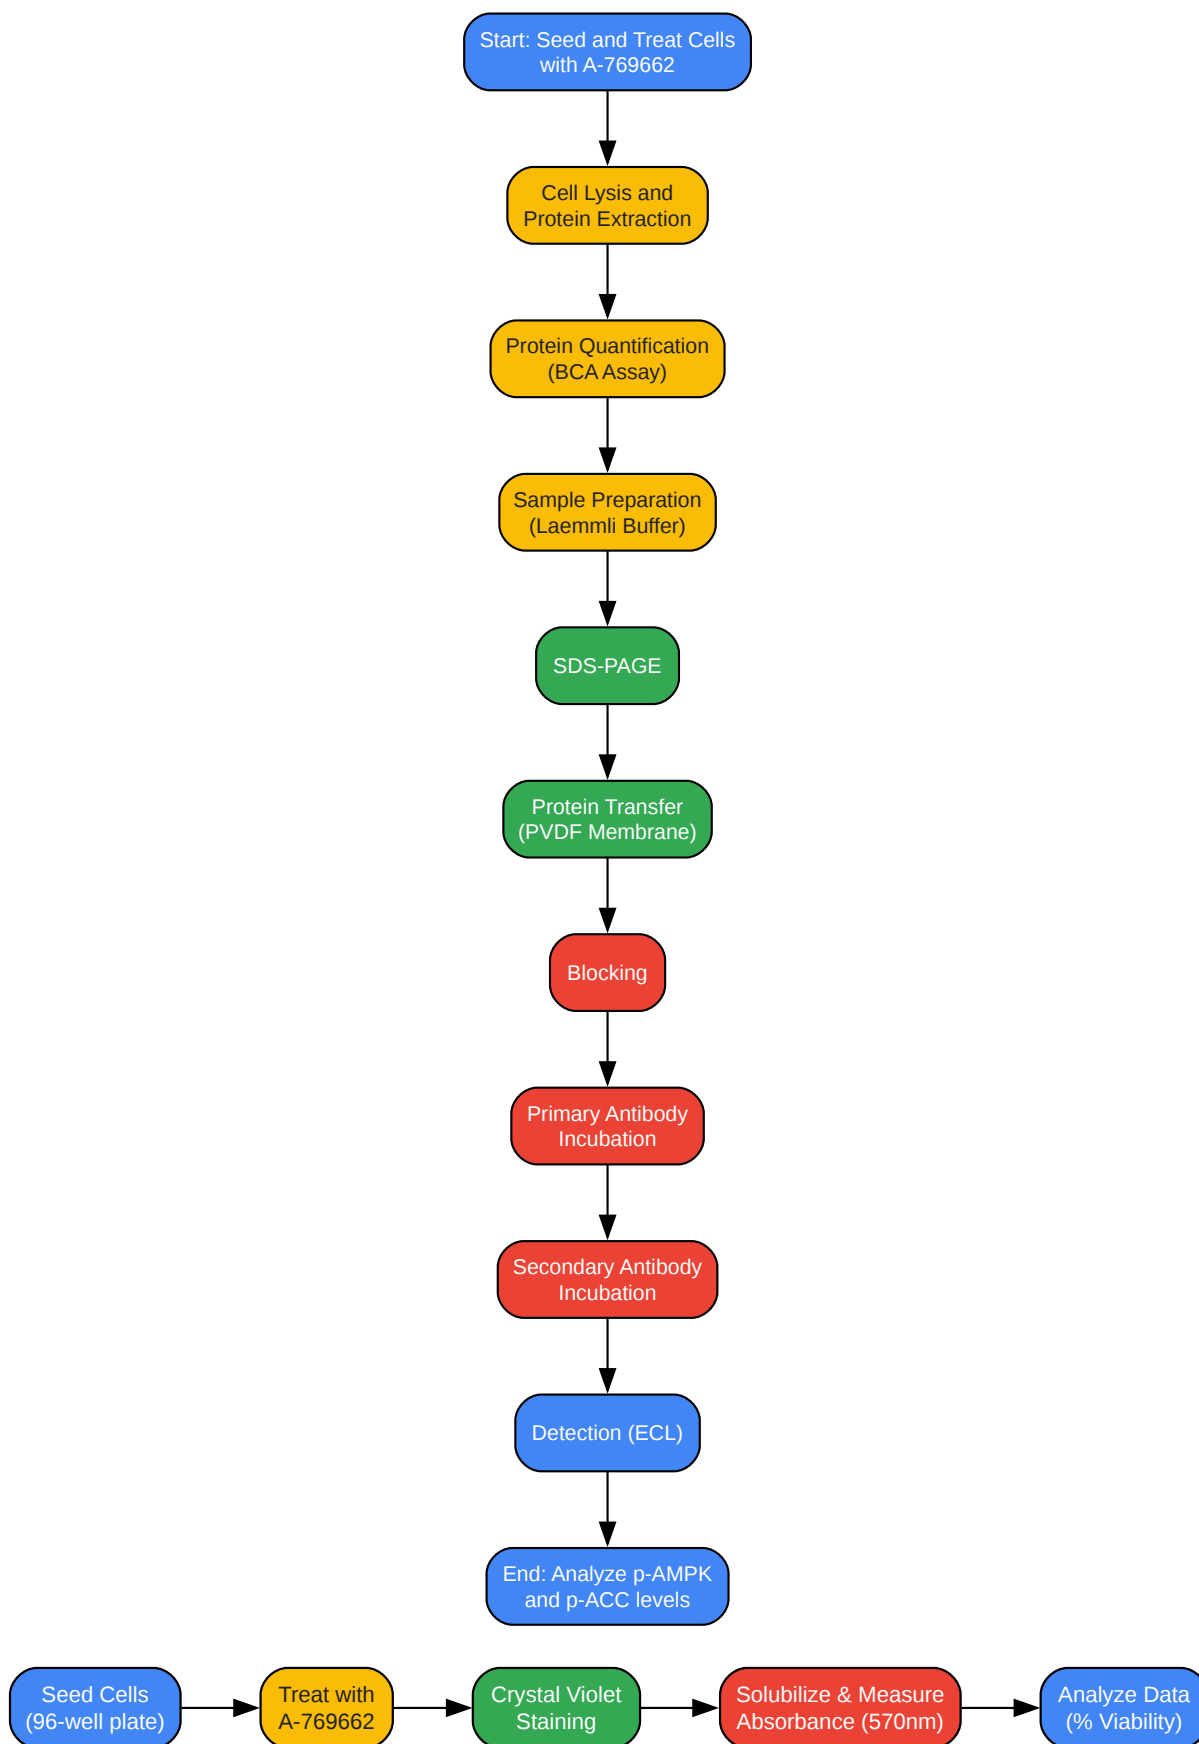 Start: Seed and Treat Cells
with A-769662
Cell Lysis and
Protein Extraction
Protein Quantification
(BCA Assay)
Sample Preparation
(Laemmli Buffer)
SDS-PAGE
Protein Transfer
(PVDF Membrane)
Blocking
Primary Antibody
Incubation
Secondary Antibody
Incubation
Detection (ECL)
End: Analyze p-AMPK
and p-ACC levels
Seed Cells
(96-well plate)
Treat with
A-769662
Crystal Violet
Staining
Solubilize & Measure
Absorbance (570nm)
Analyze Data
(% Viability)